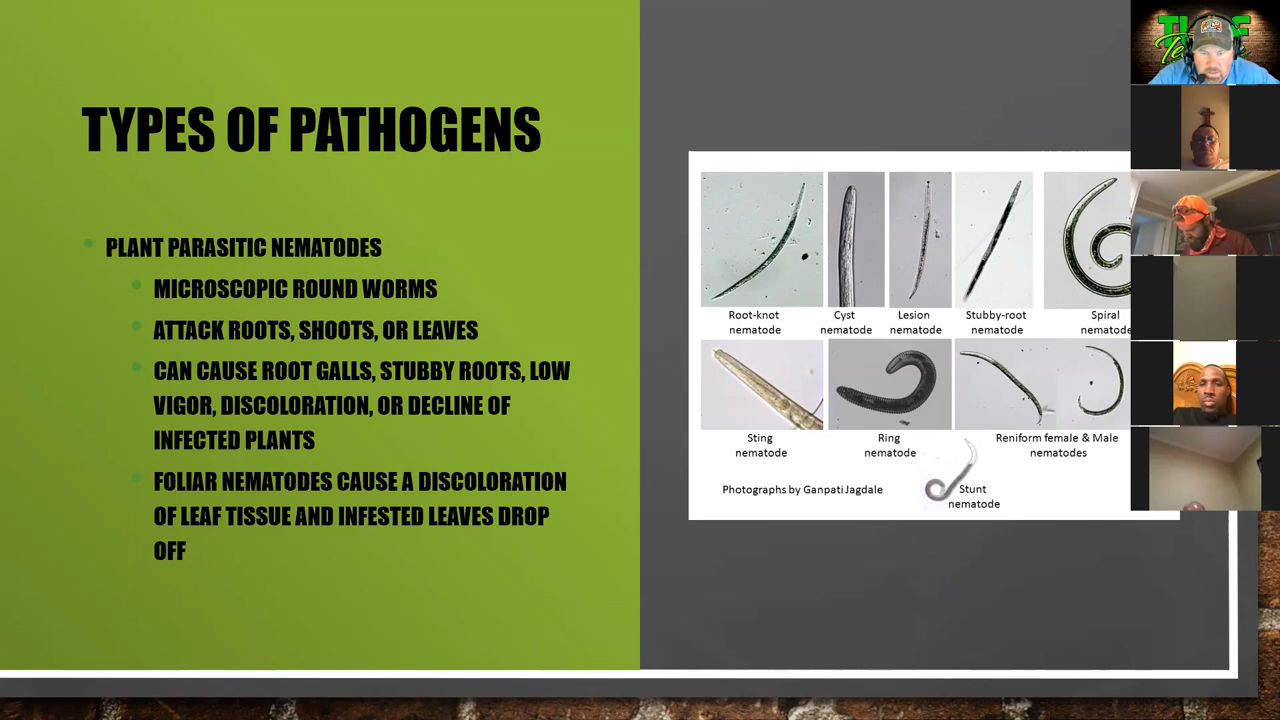 TYPES OF PATHOGENS
PLANT PARASITIC NEMATODES
MICROSCOPIC ROUND WORMS
ATTACK ROOTS, SHOOTS, OR LEAVES
CAN CAUSE ROOT GALLS, STUBBY ROOTS, LOW
VIGOR, DISCOLORATION, OR DECLINE OF
INFECTED PLANTS
FOLIAR NEMATODES CAUSE A DISCOLORATION
OF LEAF TISSUE AND INFESTED LEAVES DROP
OFF
Root-knot
nematode
Cyst
nematode
Lesion
nematode
Stubby-root
nematode
Spiral
nematode
Sting
nematode
Ring
nematode
Reniform female & Male
nematodes
Photographs by Ganpati Jagdale
Stunt
nematode